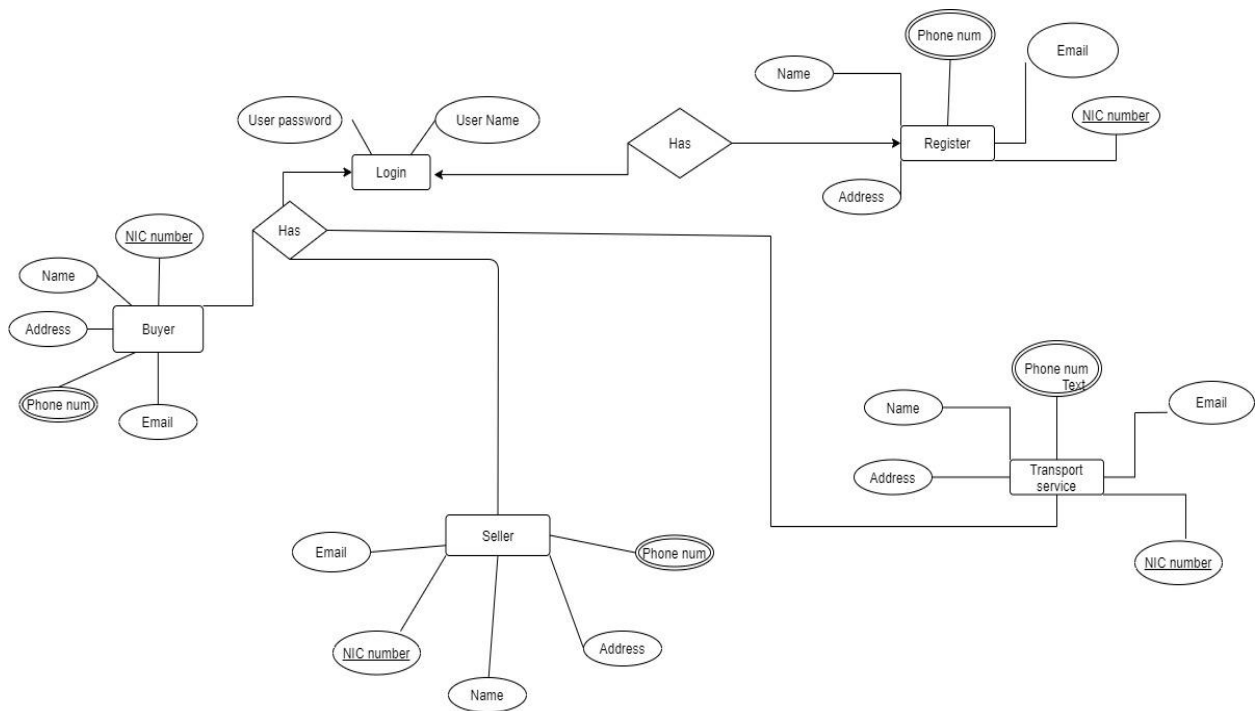 Phone num
Email
Name
NIC number
User password
User Name
Has
Register
Login
Address
Has
NIC number
Name
Address
Buyer
Phone num
Email
Phone num
Text
Name
Email
Address
Transport
service
NIC number
Seller
Email
Phone num
NIC number
Address
Name